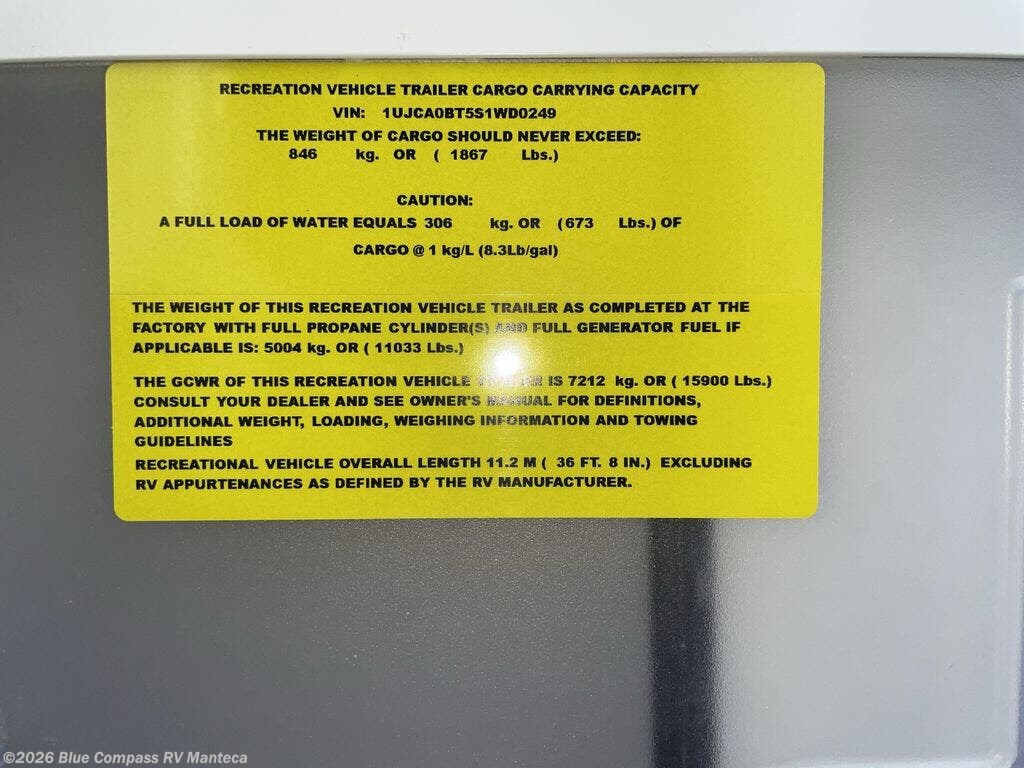 RECREATION VEHICLE TRAILER CARGO CARRYING CAPACITY
VIN: 1UJCA0BT5S1WD0249
THE WEIGHT OF CARGO SHOULD NEVER EXCEED:
846 kg. OR ( 1867 Lbs.)
CAUTION:
A FULL LOAD OF WATER EQUALS 306 kg. OR (673 Lbs.) OF
CARGO @ 1 kg/L (8.3Lb/gal)
THE WEIGHT OF THIS RECREATION VEHICLE TRAILER AS COMPLETED AT THE
FACTORY WITH FULL PROPANE CYLINDER(S) AND FULL GENERATOR FUEL IF
APPLICABLE IS: 5004 kg. OR ( 11033 Lbs.)
THE GCWR OF THIS RECREATION VEHICLE TRAILER IS 7212 kg. OR ( 15900 Lbs.)
CONSULT YOUR DEALER AND SEE OWNER'S MANUAL FOR DEFINITIONS,
ADDITIONAL WEIGHT, LOADING, WEIGHING INFORMATION AND TOWING
GUIDELINES
RECREATIONAL VEHICLE OVERALL LENGTH 11.2 M ( 36 FT. 8 IN.) EXCLUDING
RV APPURTENANCES AS DEFINED BY THE RV MANUFACTURER.
©2026 Blue Compass RV Manteca